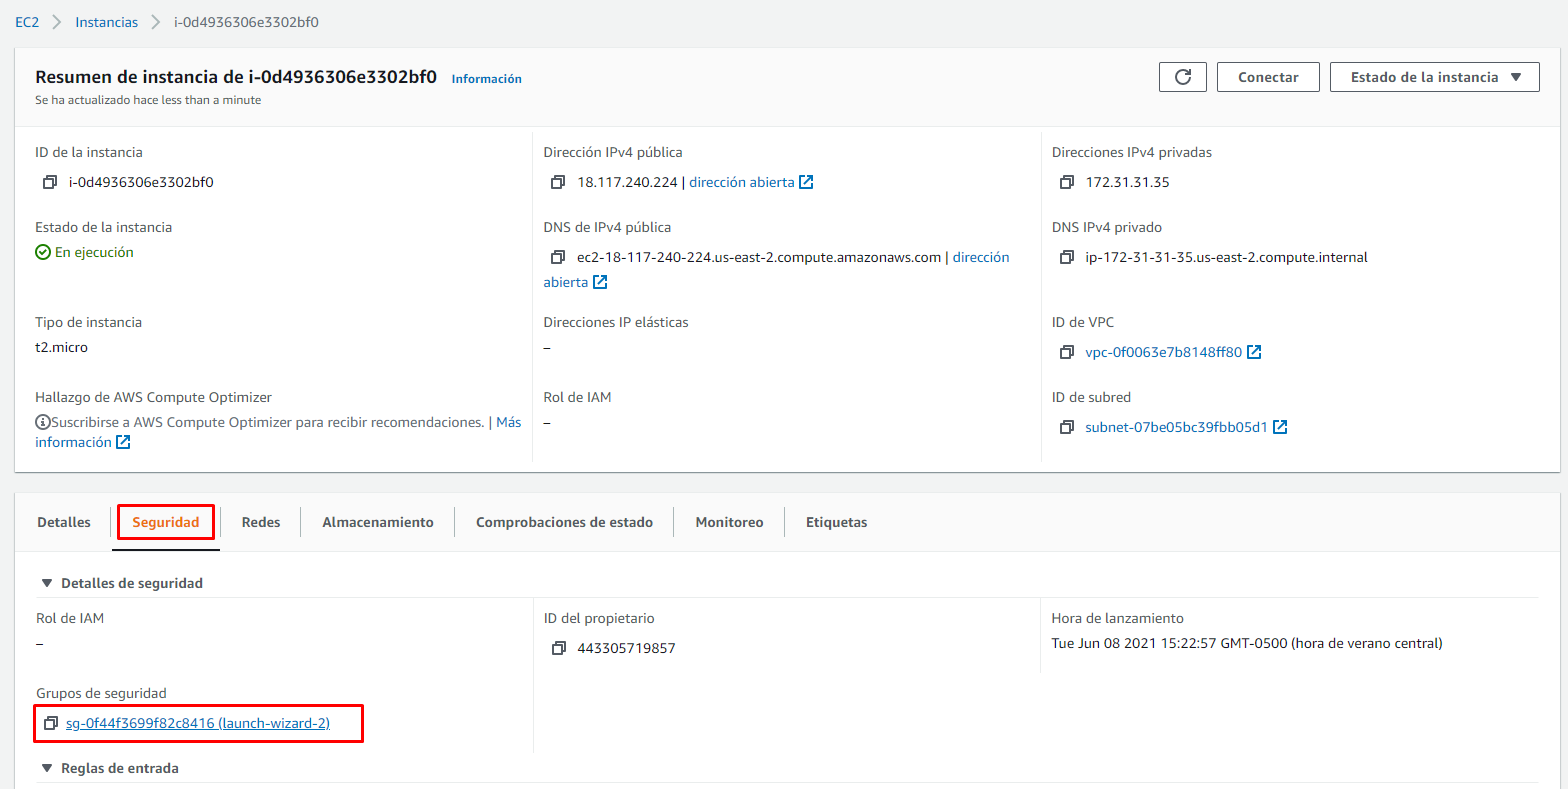 EC2 > Instancias > i-0d4936306e3302bf0
Resumen de instancia de i-0d4936306e3302bf0 Información
Se ha actualizado hace less than a minute
Conectar
Estado de la instancia
ID de la instancia
i-0d4936306e3302bf0
Dirección IPv4 pública
18.117.240.224 | dirección abierta
Direcciones IPv4 privadas
172.31.31.35
Estado de la instancia
En ejecución
DNS de IPv4 pública
ec2-18-117-240-224.us-east-2.compute.amazonaws.com | dirección
abierta
DNS IPv4 privado
ip-172-31-31-35.us-east-2.compute.internal
Tipo de instancia
t2.micro
Direcciones IP elásticas
–
ID de VPC
vpc-0f0063e7b8148ff80
Hallazgo de AWS Compute Optimizer
Suscribirse a AWS Compute Optimizer para recibir recomendaciones. | Más
información
Rol de IAM
–
ID de subred
subnet-07be05bc39fbb05d1
Detalles
Seguridad
Redes
Almacenamiento
Comprobaciones de estado
Monitoreo
Etiquetas
Detalles de seguridad
Rol de IAM
–
ID del propietario
443305719857
Hora de lanzamiento
Tue Jun 08 2021 15:22:57 GMT-0500 (hora de verano central)
Grupos de seguridad
sg-0f44f3699f82c8416 (launch-wizard-2)
Reglas de entrada